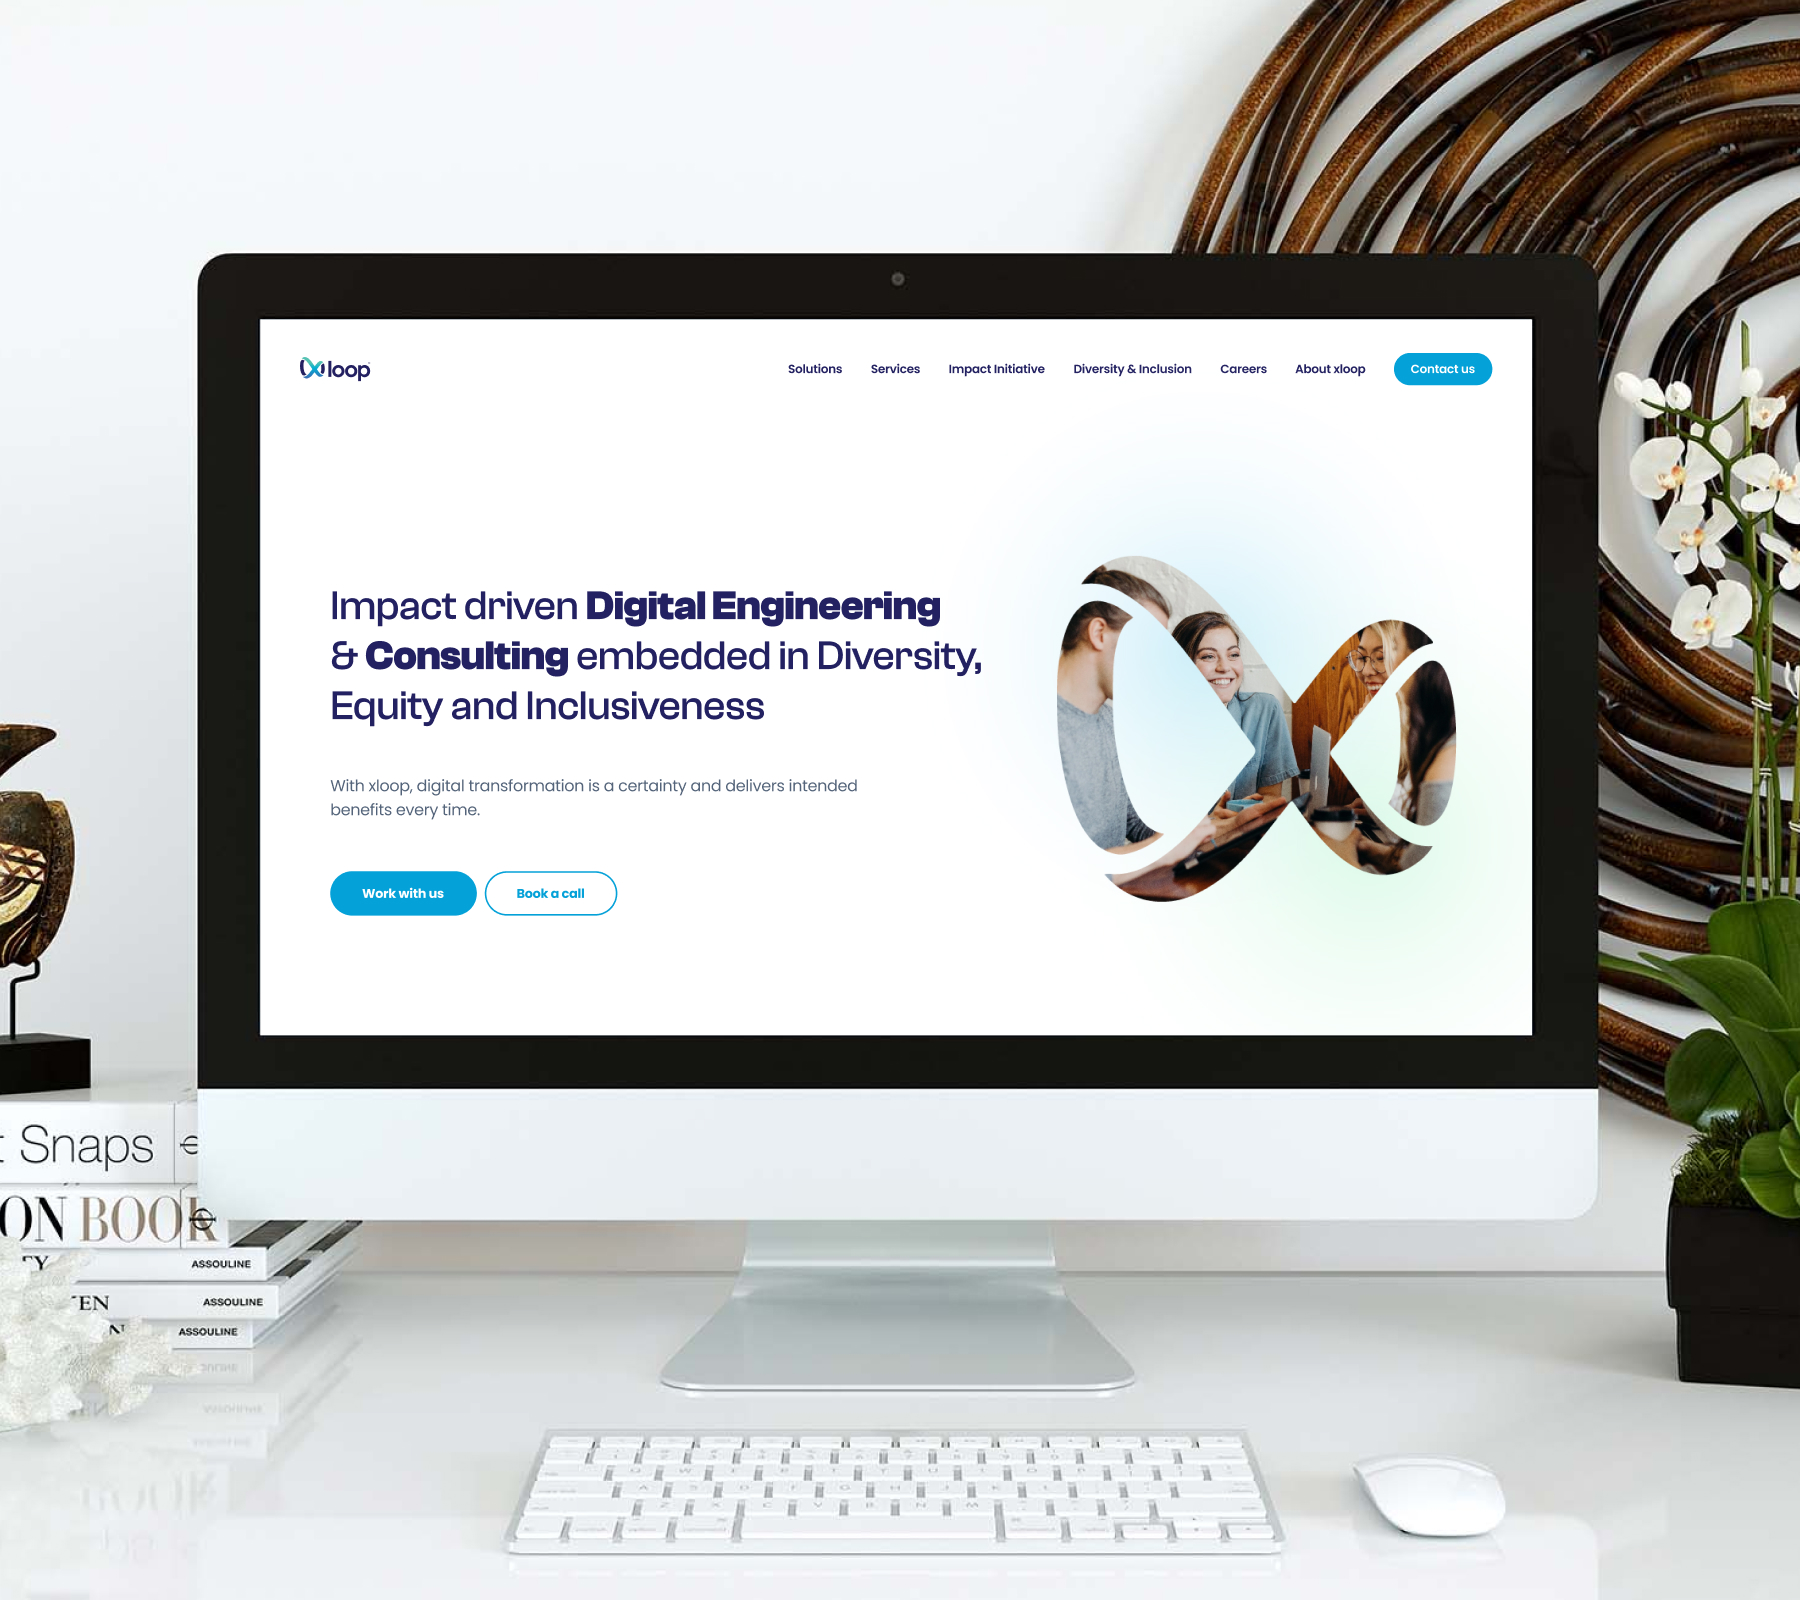 xloop
Solutions
Services
Impact Initiative
Diversity & Inclusion
Careers
About xloop
Contact us
Impact driven Digital Engineering
& Consulting embedded in Diversity,
Equity and Inclusiveness
With xloop, digital transformation is a certainty and delivers intended
benefits every time.
Work with us
Book a call
Snaps
BOOK
ASSOULINE
ASSOULINE
ASSOULINE